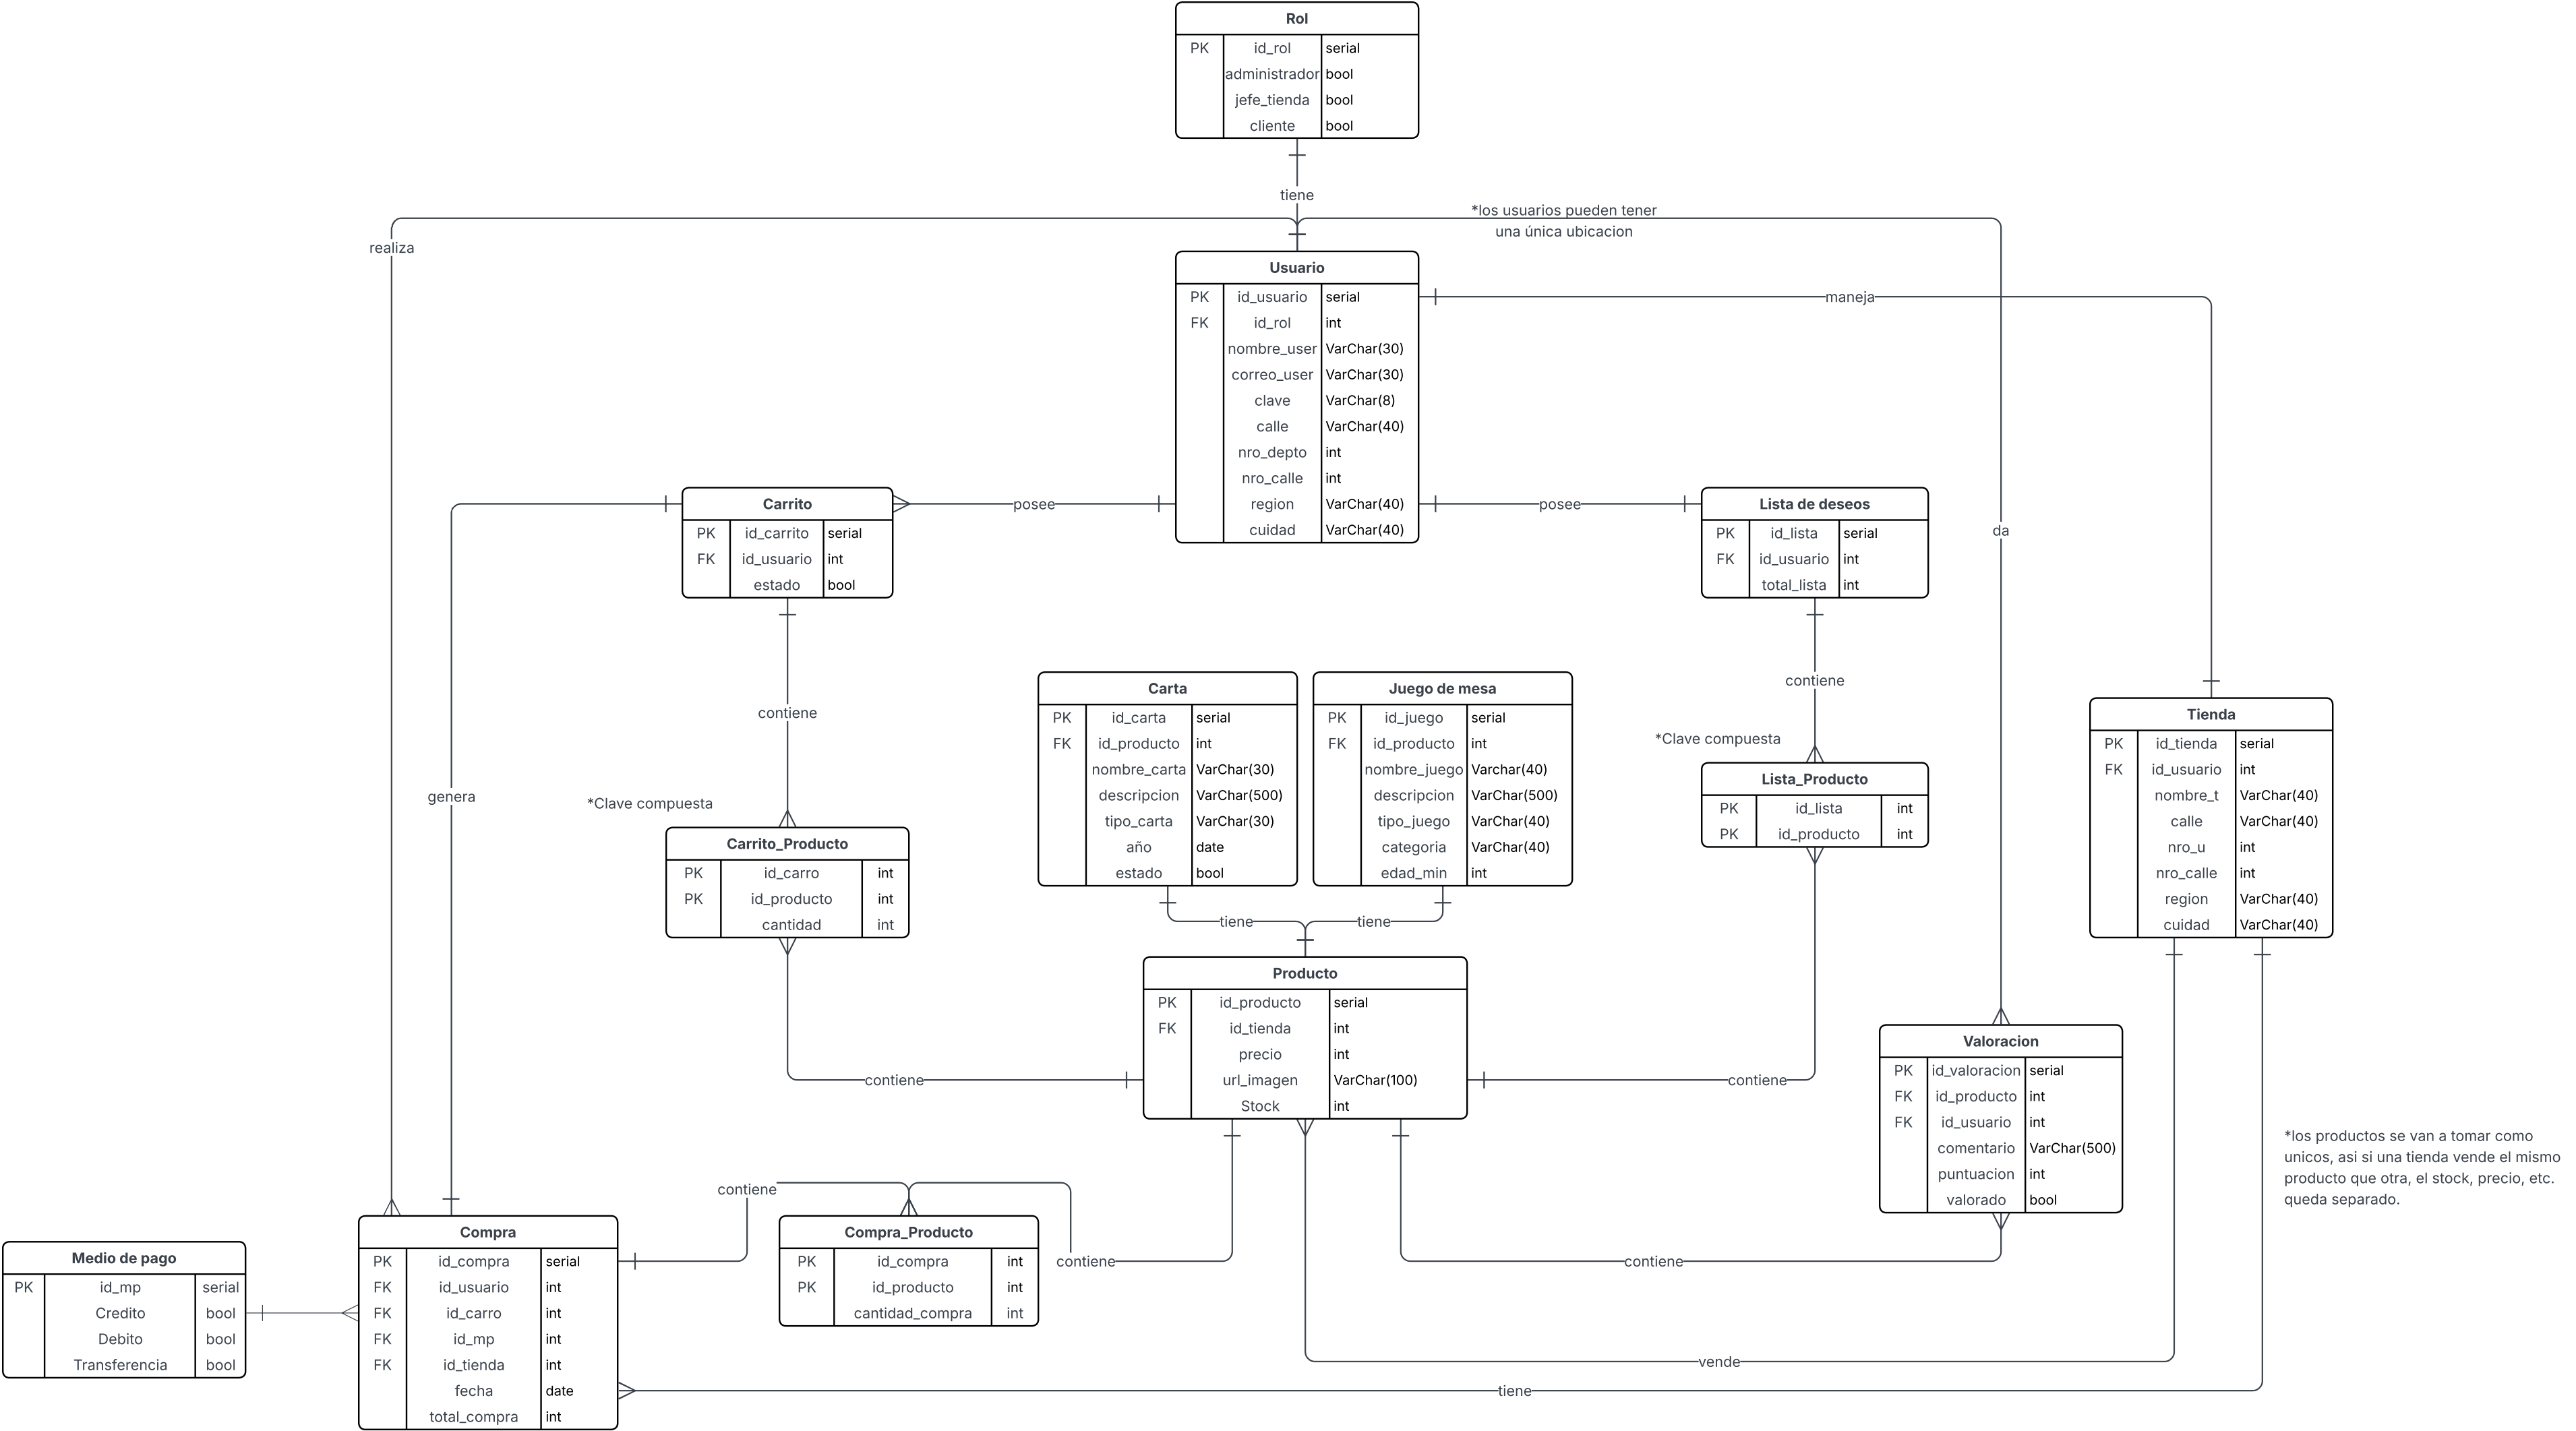 Rol
PK id_rol serial
administrador bool
jefe_tienda bool
cliente bool
tiene
*los usuarios pueden tener
una única ubicacion
realiza
Usuario
PK id_usuario serial
FK id_rol int
nombre_user VarChar(30)
correo_user VarChar(30)
clave VarChar(8)
calle VarChar(40)
nro_depto int
nro_calle int
region VarChar(40)
cuidad VarChar(40)
maneja
posee
posee
da
Carrito
PK id_carrito serial
FK id_usuario int
estado bool
Lista de deseos
PK id_lista serial
FK id_usuario int
total_lista int
contiene
contiene
genera
*Clave compuesta
*Clave compuesta
Carta
PK id_carta serial
FK id_producto int
nombre_carta VarChar(30)
descripcion VarChar(500)
tipo_carta VarChar(30)
año date
estado bool
Juego de mesa
PK id_juego serial
FK id_producto int
nombre_juego Varchar(40)
descripcion VarChar(500)
tipo_juego VarChar(40)
categoria VarChar(40)
edad_min int
Tienda
PK id_tienda serial
FK id_usuario int
nombre_t VarChar(40)
calle VarChar(40)
nro_u int
nro_calle int
region VarChar(40)
cuidad VarChar(40)
Lista_Producto
PK id_lista int
PK id_producto int
Carrito_Producto
PK id_carro int
PK id_producto int
cantidad int
tiene
tiene
Producto
PK id_producto serial
FK id_tienda int
precio int
url_imagen VarChar(100)
Stock int
contiene
contiene
Valoracion
PK id_valoracion serial
FK id_producto int
FK id_usuario int
comentario VarChar(500)
puntuacion int
valorado bool
*los productos se van a tomar como
unicos, asi si una tienda vende el mismo
producto que otra, el stock, precio, etc.
queda separado.
contiene
Compra_Producto
PK id_compra int
PK id_producto int
cantidad_compra int
contiene
contiene
Medio de pago
PK id_mp serial
Credito bool
Debito bool
Transferencia bool
Compra
PK id_compra serial
FK id_usuario int
FK id_carro int
FK id_mp int
FK id_tienda int
fecha date
total_compra int
vende
tiene